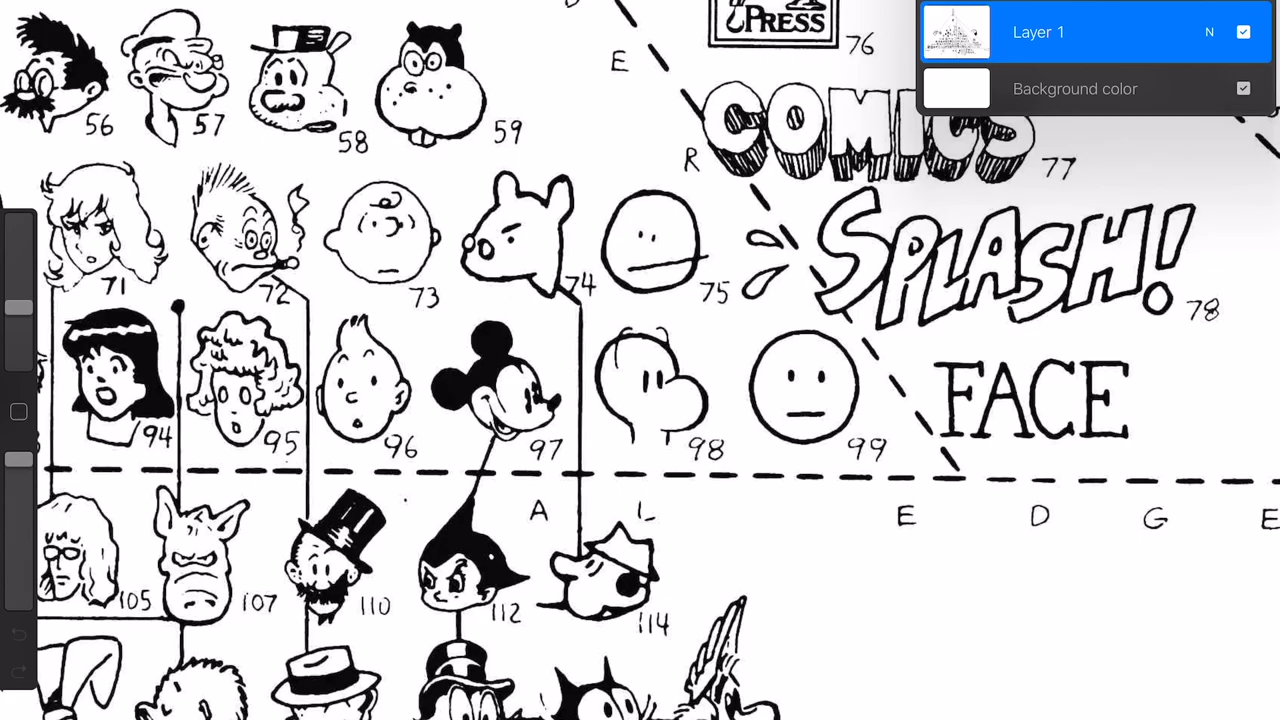 PRESS
76
Layer 1 N
Background color
E
56
57
58
59
R
COMICS
77
71
72
73
74
75
SPLASH!
78
94
95
96
97
98
99
FACE
A L E D G E
105
107
110
112
114